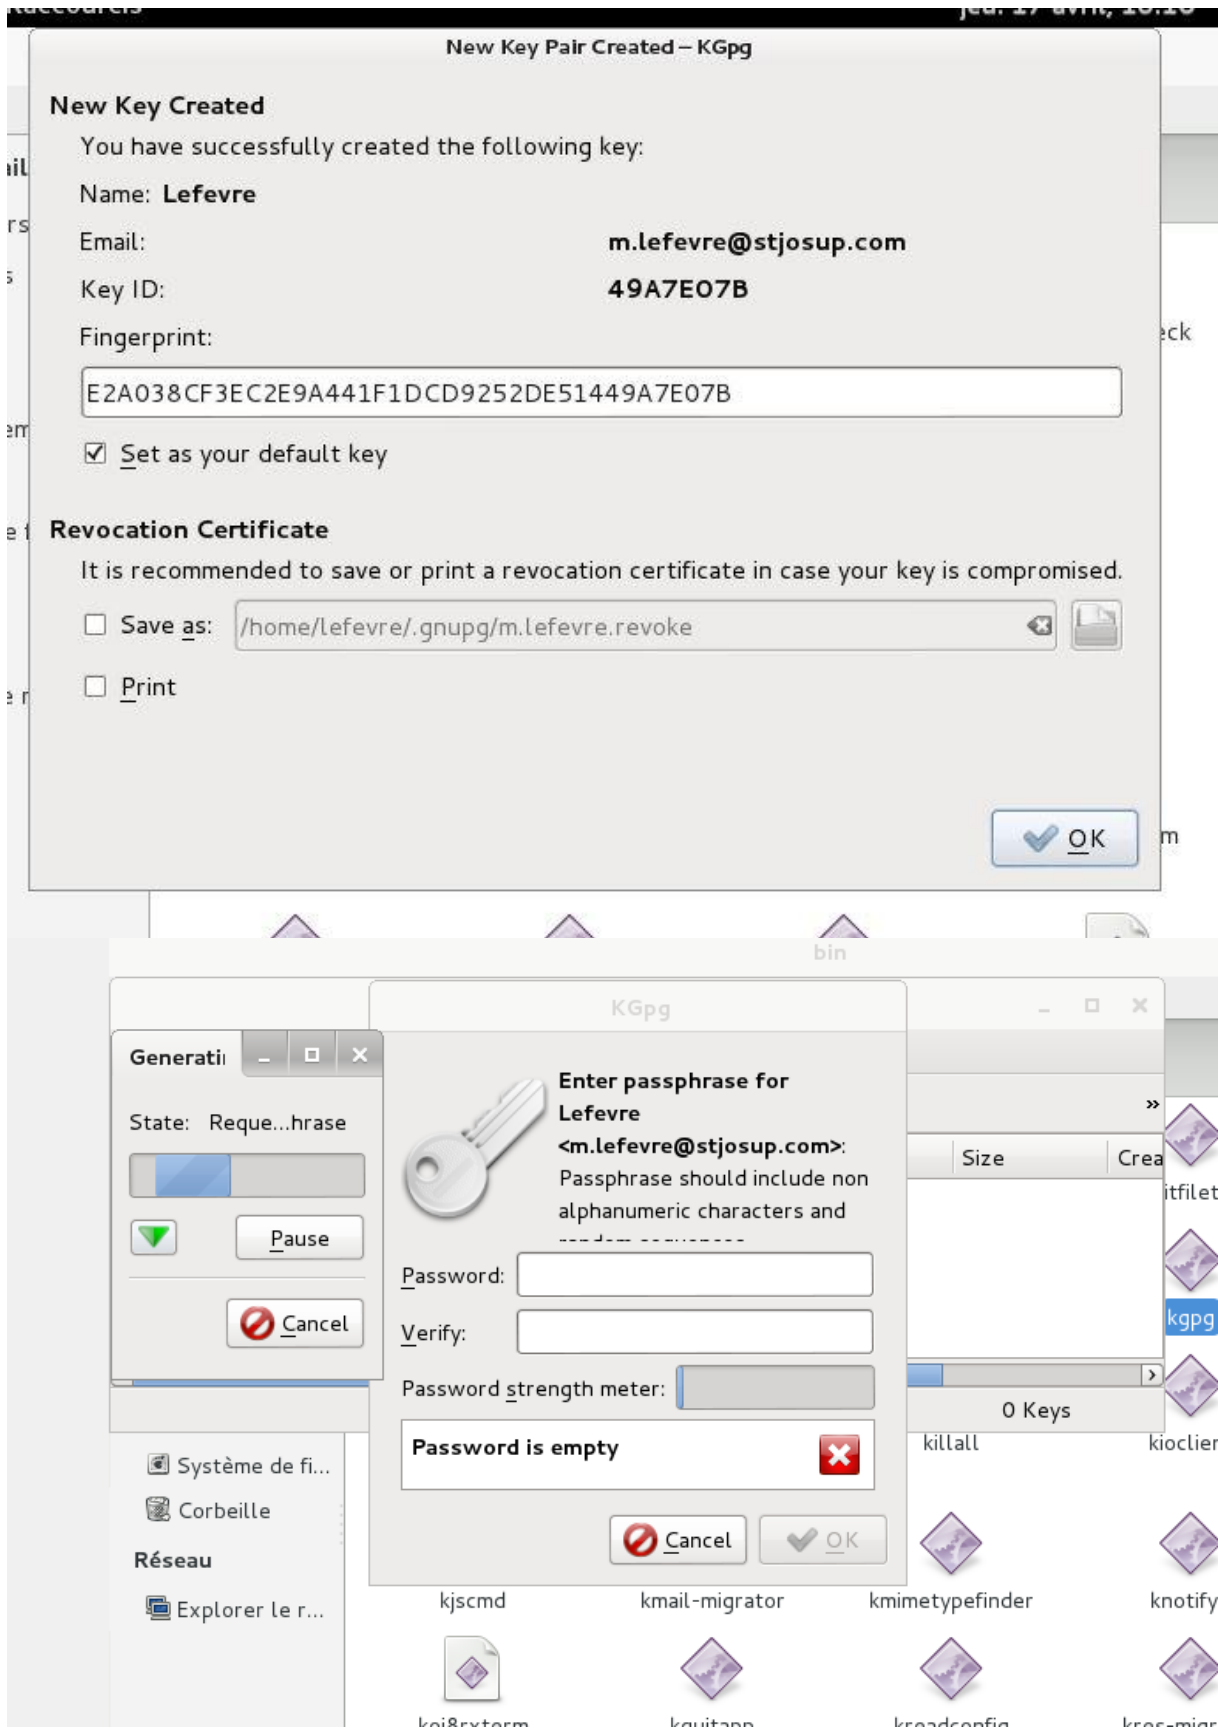 New Key Pair Created – KGpg
New Key Created
You have successfully created the following key:
Name: Lefevre
Email: m.lefevre@stjosup.com
Key ID: 49A7E07B
Fingerprint:
E2A038CF3EC2E9A441F1DCD9252DE51449A7E07B
Set as your default key
Revocation Certificate
It is recommended to save or print a revocation certificate in case your key is compromised.
Save as: /home/lefevre/.gnupg/m.lefevre.revoke
Print
OK
bin
KGpg
Generati
State: Reque...hrase
Pause
Cancel
Enter passphrase for
Lefevre
<m.lefevre@stjosup.com>:
Passphrase should include non
alphanumeric characters and
Password:
Verify:
Password strength meter:
Password is empty
Cancel
OK
»
Size
Crea
0 Keys
itfilet
kgpg
killall
kioclien
Système de fi...
Corbeille
Réseau
Explorer le r...
kjscmd
kmail-migrator
kmimetypefinder
knotify